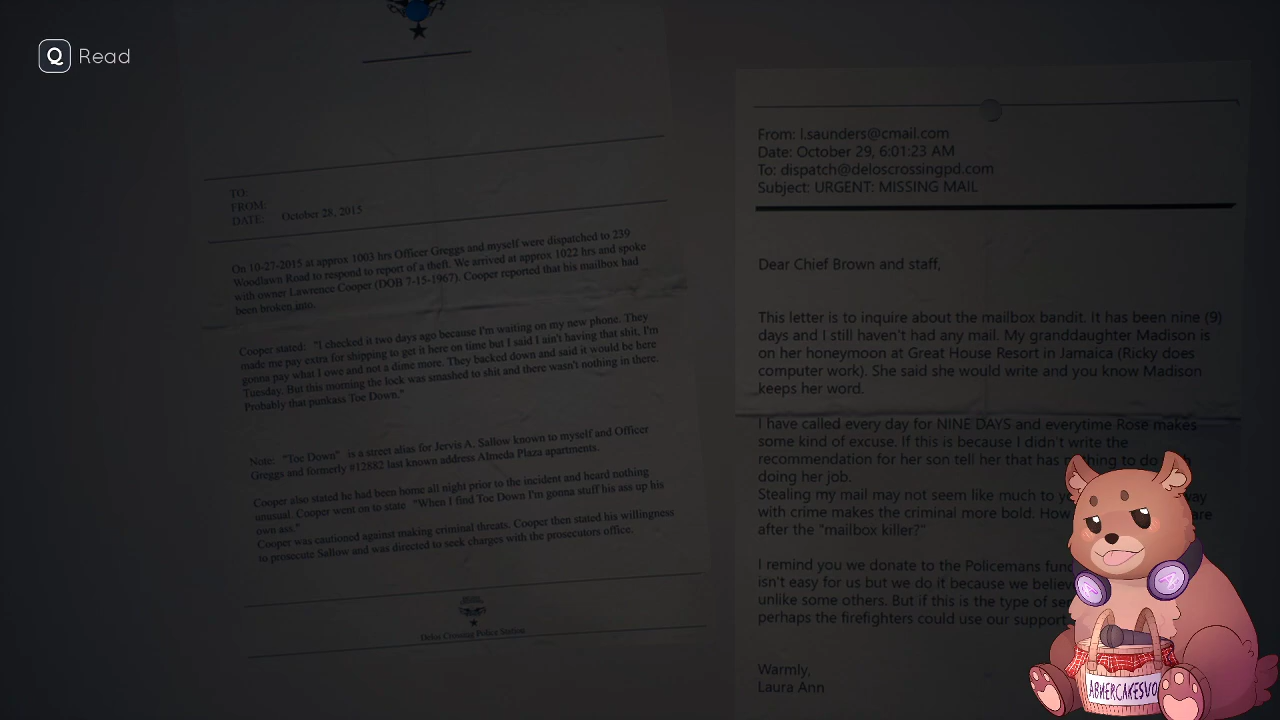 Q Read
TO:
FROM:
DATE: October 28, 2015
On 10-27-2015 at approx 1003 hrs Officer Greggs and myself were dispatched to 239
Woodlawn Road to respond to report of a theft. We arrived at approx 1022 hrs and spoke
with owner Lawrence Cooper (DOB 7-15-1967). Cooper reported that his mailbox had
been broken into.
Cooper stated: "I checked it two days ago because I'm waiting on my new phone. They
made me pay extra for shipping to get it here on time but I said I ain't having that shit, I'm
gonna pay what I owe and not a dime more. They backed down and said it would be here
Tuesday. But this morning the lock was smashed to shit and there wasn't nothing in there.
Probably that punkass Toe Down."
Note: "Toe Down" is a street alias for Jervis A. Sallow known to myself and Officer
Greggs and formerly #12882 last known address Almeda Plaza apartments.
Cooper also stated he had been home all night prior to the incident and heard nothing
unusual. Cooper went on to state "When I find Toe Down I'm gonna stuff his ass up his
own ass."
Cooper was cautioned against making criminal threats. Cooper then stated his willingness
to prosecute Sallow and was directed to seek charges with the prosecutors office.
Delos Crossing Police Station
From: l.saunders@cmail.com
Date: October 29, 6:01:23 AM
To: dispatch@deloscrossingpd.com
Subject: URGENT: MISSING MAIL
Dear Chief Brown and staff,
This letter is to inquire about the mailbox bandit. It has been nine (9)
days and I still haven't had any mail. My granddaughter Madison is
on her honeymoon at Great House Resort in Jamaica (Ricky does
computer work). She said she would write and you know Madison
keeps her word.
I have called every day for NINE DAYS and everytime Rose makes
some kind of excuse. If this is because I didn't write the
recommendation for her son tell her that has nothing to do
doing her job.
Stealing my mail may not seem like much to
with crime makes the criminal more bold. How
after the "mailbox killer?"
I remind you we donate to the Policemans
isn't easy for us but we do it because we
unlike some others. But if this is the type of
perhaps the firefighters could use our support
Warmly,
Laura Ann
ABNERCAKESVO